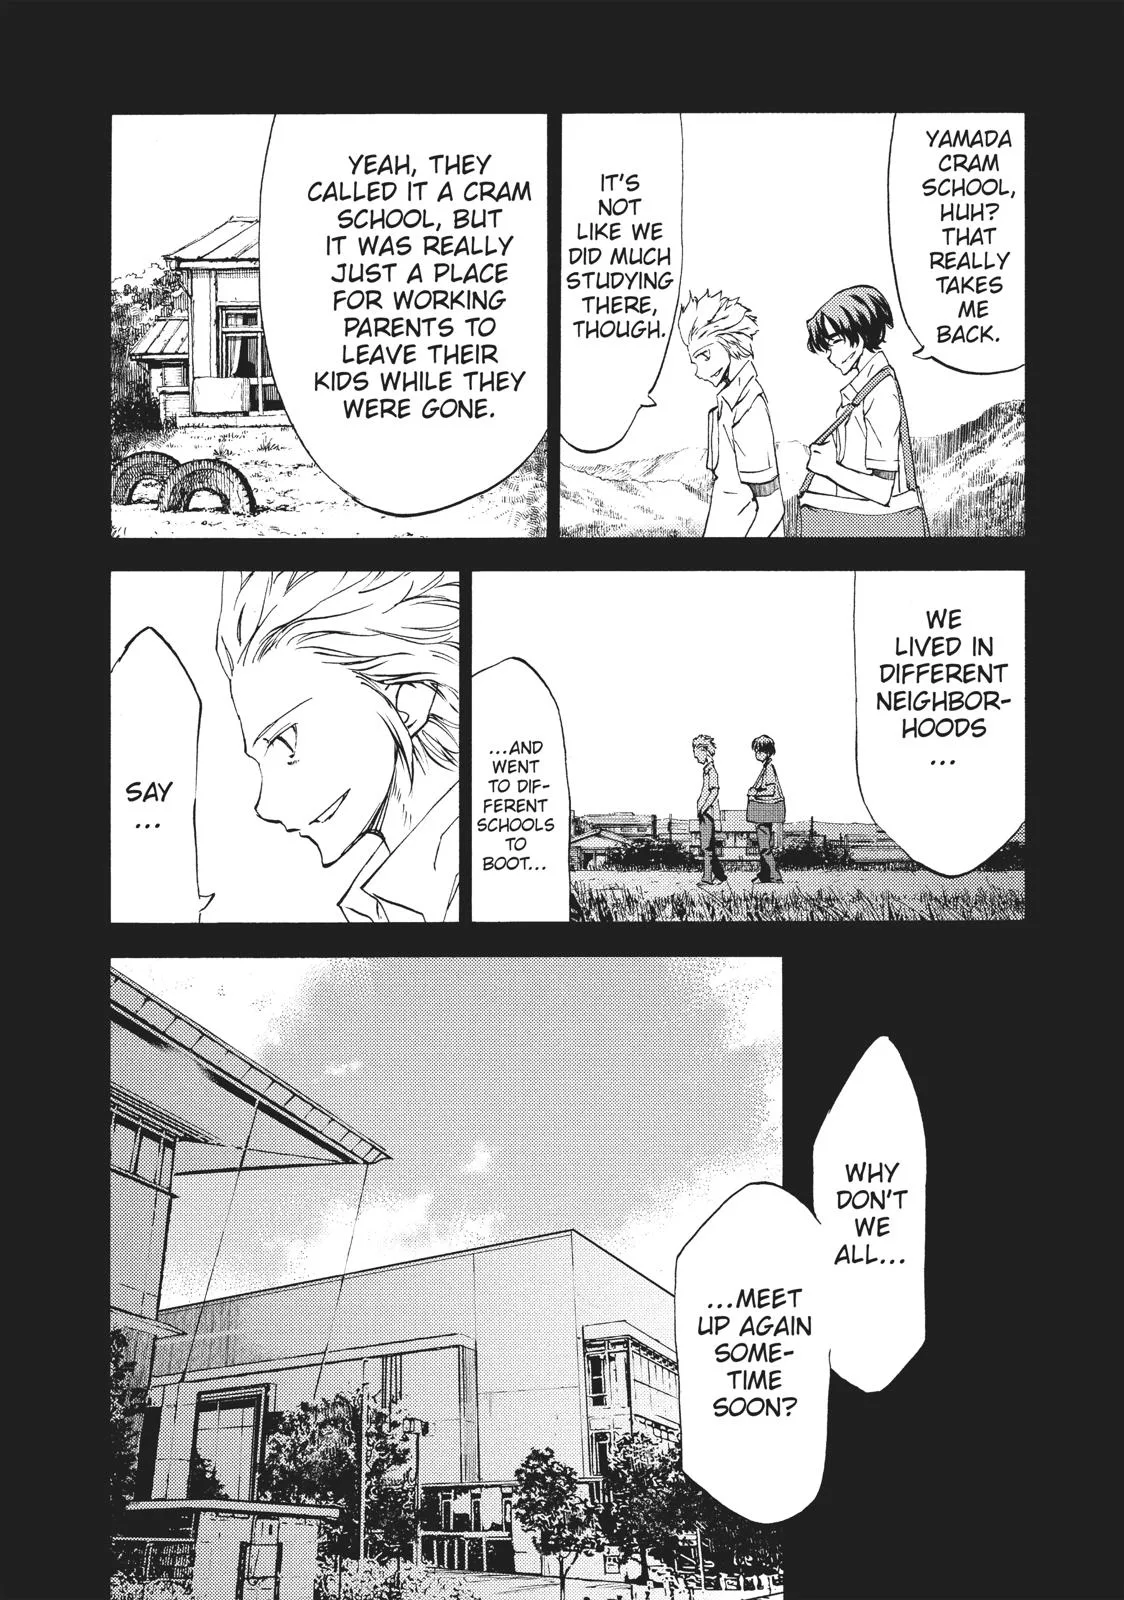 YAMADA
CRAM
SCHOOL,
HUH?
THAT
REALLY
TAKES
ME
BACK.
IT'S
NOT
LIKE WE
DID MUCH
STUDYING
THERE,
THOUGH.
YEAH, THEY
CALLED IT A CRAM
SCHOOL, BUT
IT WAS REALLY
JUST A PLACE
FOR WORKING
PARENTS TO
LEAVE THEIR
KIDS WHILE THEY
WERE GONE.
WE
LIVED IN
DIFFERENT
NEIGHBOR-
HOODS
...
...AND
WENT
TO DIF-
FERENT
SCHOOLS
TO
BOOT...
SAY
...
WHY
DON'T
WE
ALL...
...MEET
UP AGAIN
SOME-
TIME
SOON?